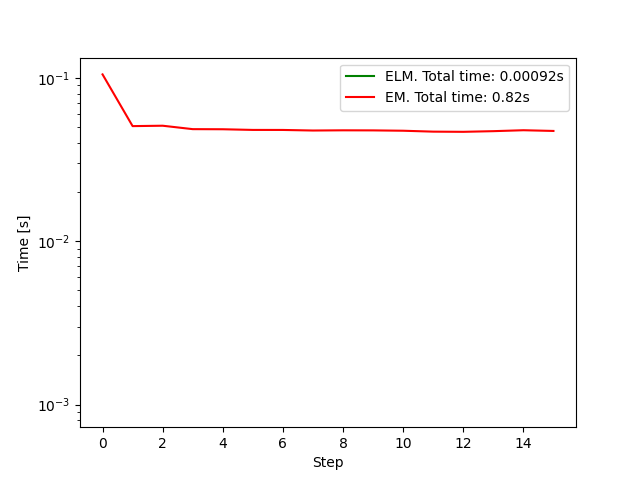 ELM. Total time: 0.00092s
EM. Total time: 0.82s
10⁻¹
10⁻²
10⁻³
Time [s]
0 2 4 6 8 10 12 14
Step